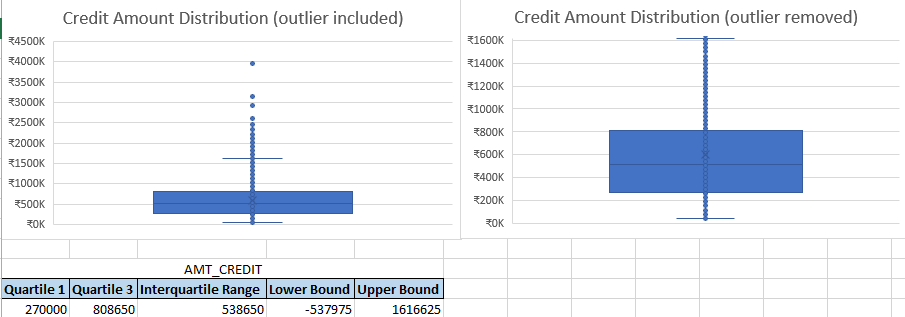 Credit Amount Distribution (outlier included)
₹4500K
₹4000K
₹3500K
₹3000K
₹2500K
₹2000K
₹1500K
₹1000K
₹500K
₹0K
Credit Amount Distribution (outlier removed)
₹1600K
₹1400K
₹1200K
₹1000K
₹800K
₹600K
₹400K
₹200K
₹0K
AMT_CREDIT
Quartile 1 Quartile 3 Interquartile Range Lower Bound Upper Bound
270000 808650 538650 -537975 1616625